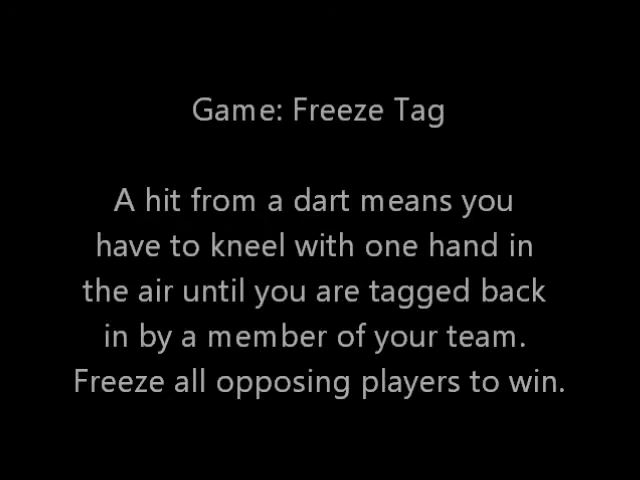 Game: Freeze Tag
A hit from a dart means you
have to kneel with one hand in
the air until you are tagged back
in by a member of your team.
Freeze all opposing players to win.